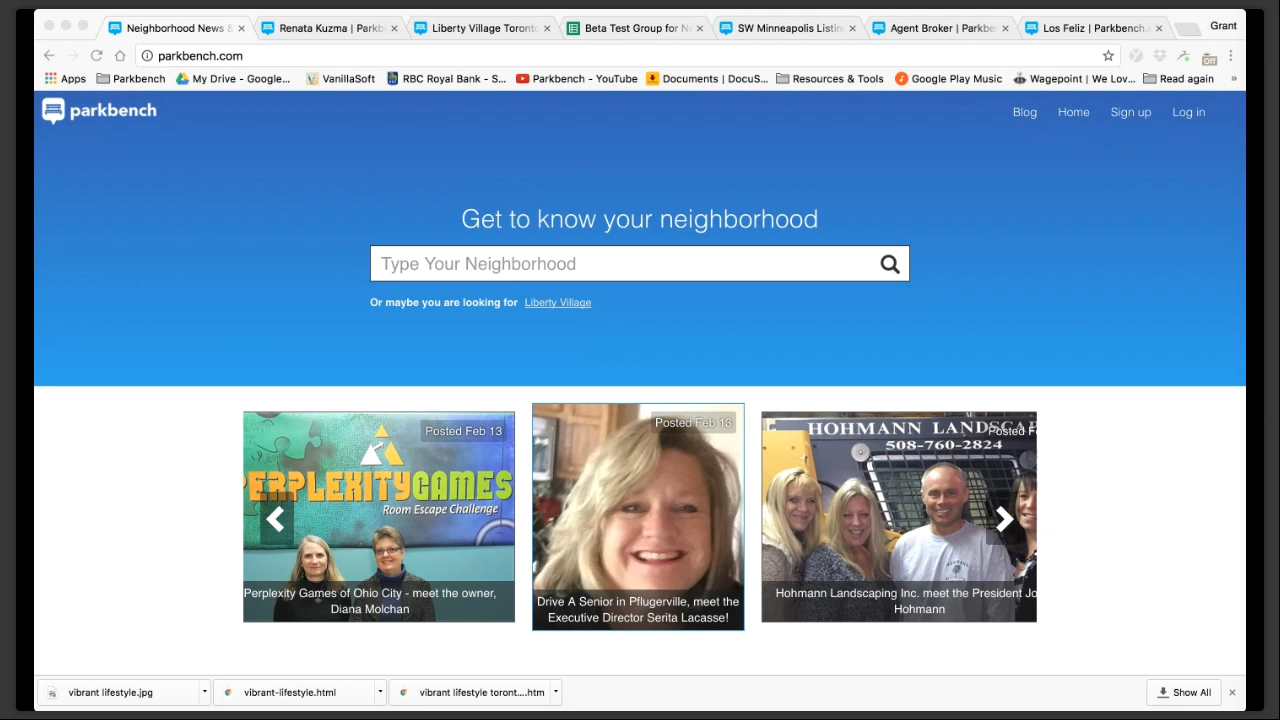 Neighborhood News &
Renata Kuzma | Parkb
Liberty Village Toronto
Beta Test Group for N
SW Minneapolis Listin
Agent Broker | Parkbe
Los Feliz | Parkbench.
Grant
parkbench.com
Off
Apps
Parkbench
My Drive - Google...
VanillaSoft
RBC Royal Bank - S...
Parkbench - YouTube
Documents | DocuS...
Resources & Tools
Google Play Music
Wagepoint | We Lov...
Read again
»
parkbench
Blog
Home
Sign up
Log in
Get to know your neighborhood
Type Your Neighborhood
Or maybe you are looking for Liberty Village
Posted Feb 13
PERPLEXITYGAMES
Room Escape Challenge
Perplexity Games of Ohio City - meet the owner,
Diana Molchan
Posted Feb 13
Drive A Senior in Pflugerville, meet the
Executive Director Serita Lacasse!
HOHMANN LANDSCA
Posted F
508-760-2824
Hohmann Landscaping Inc. meet the President Jo
Hohmann
vibrant lifestyle.jpg
vibrant-lifestyle.html
vibrant lifestyle toront....htm
Show All